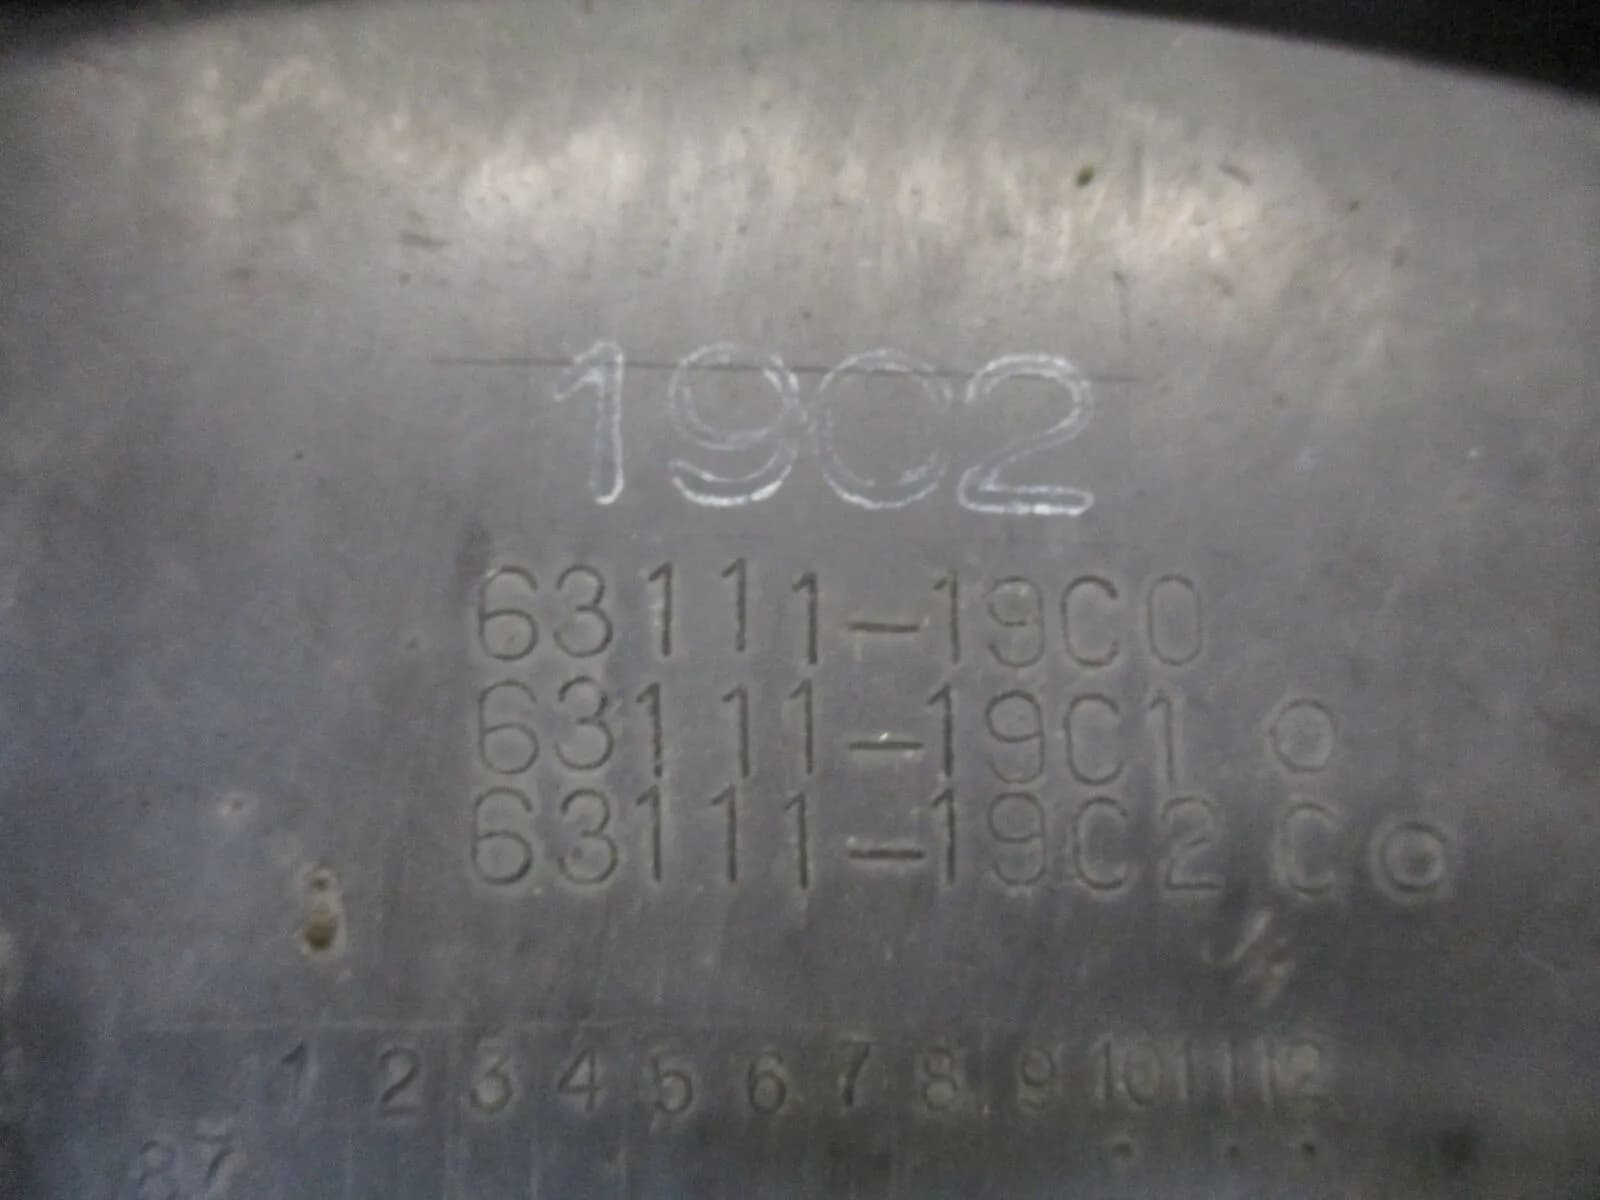 19C2
63111-19C0
63111-19C1 O
63111-19C2 C ◎
1 2 3 4 5 6 7 8 9 10 11 12
87